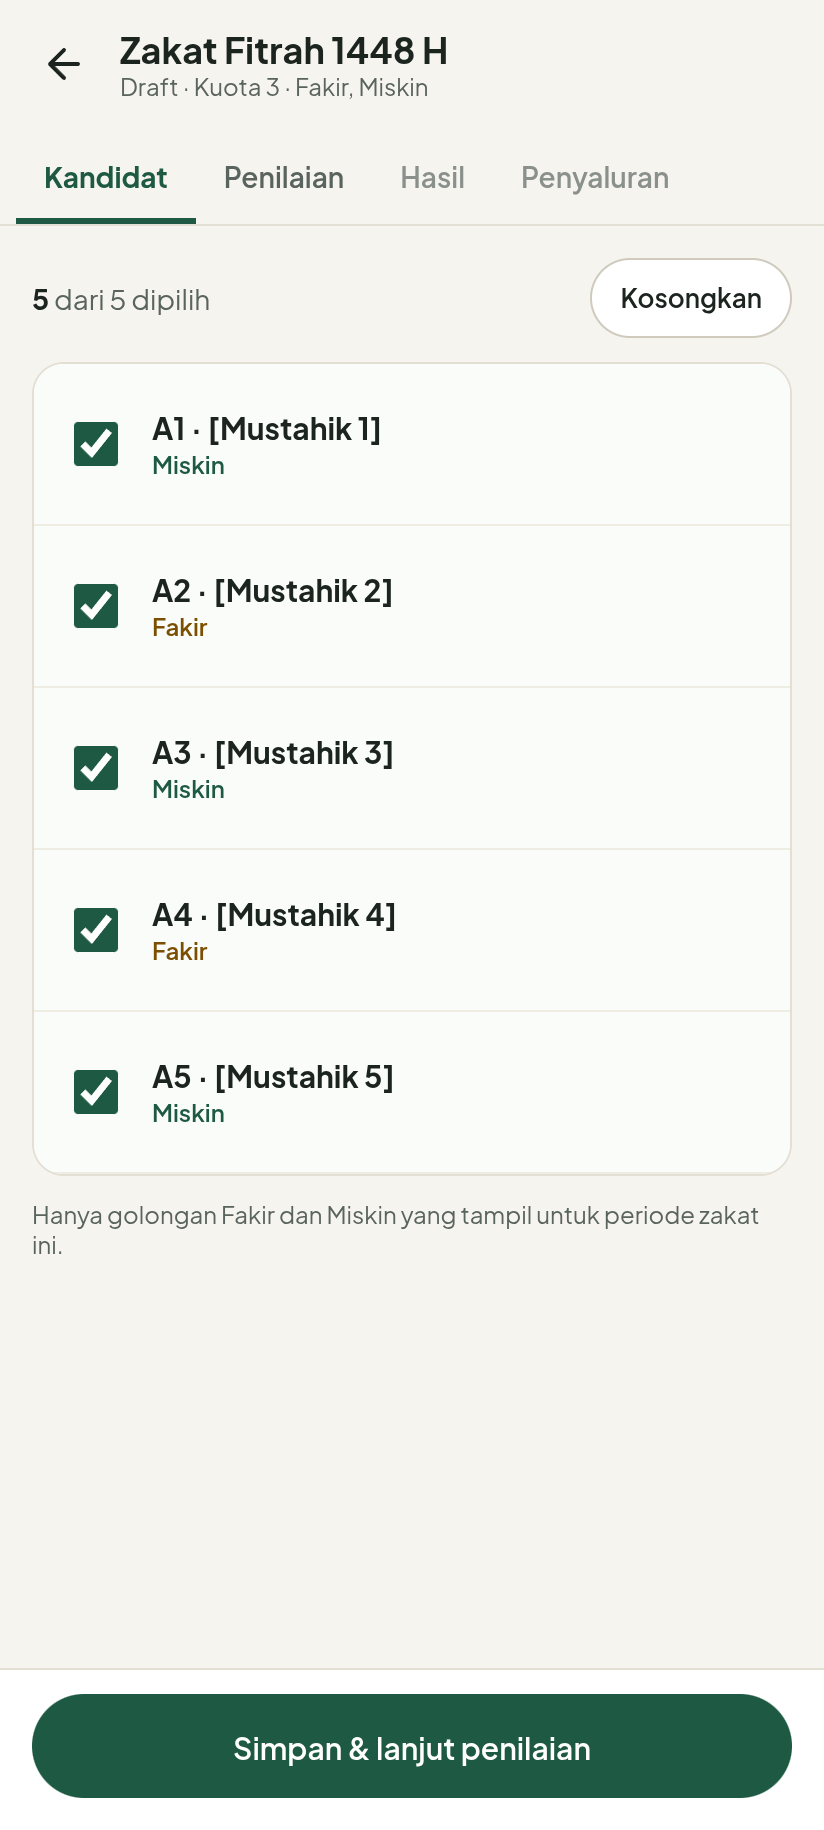 Zakat Fitrah 1448 H
Draft · Kuota 3 · Fakir, Miskin
Kandidat Penilaian Hasil Penyaluran
5 dari 5 dipilih Kosongkan
A1 · [Mustahik 1]
Miskin
A2 · [Mustahik 2]
Fakir
A3 · [Mustahik 3]
Miskin
A4 · [Mustahik 4]
Fakir
A5 · [Mustahik 5]
Miskin
Hanya golongan Fakir dan Miskin yang tampil untuk periode zakat
ini.
Simpan & lanjut penilaian